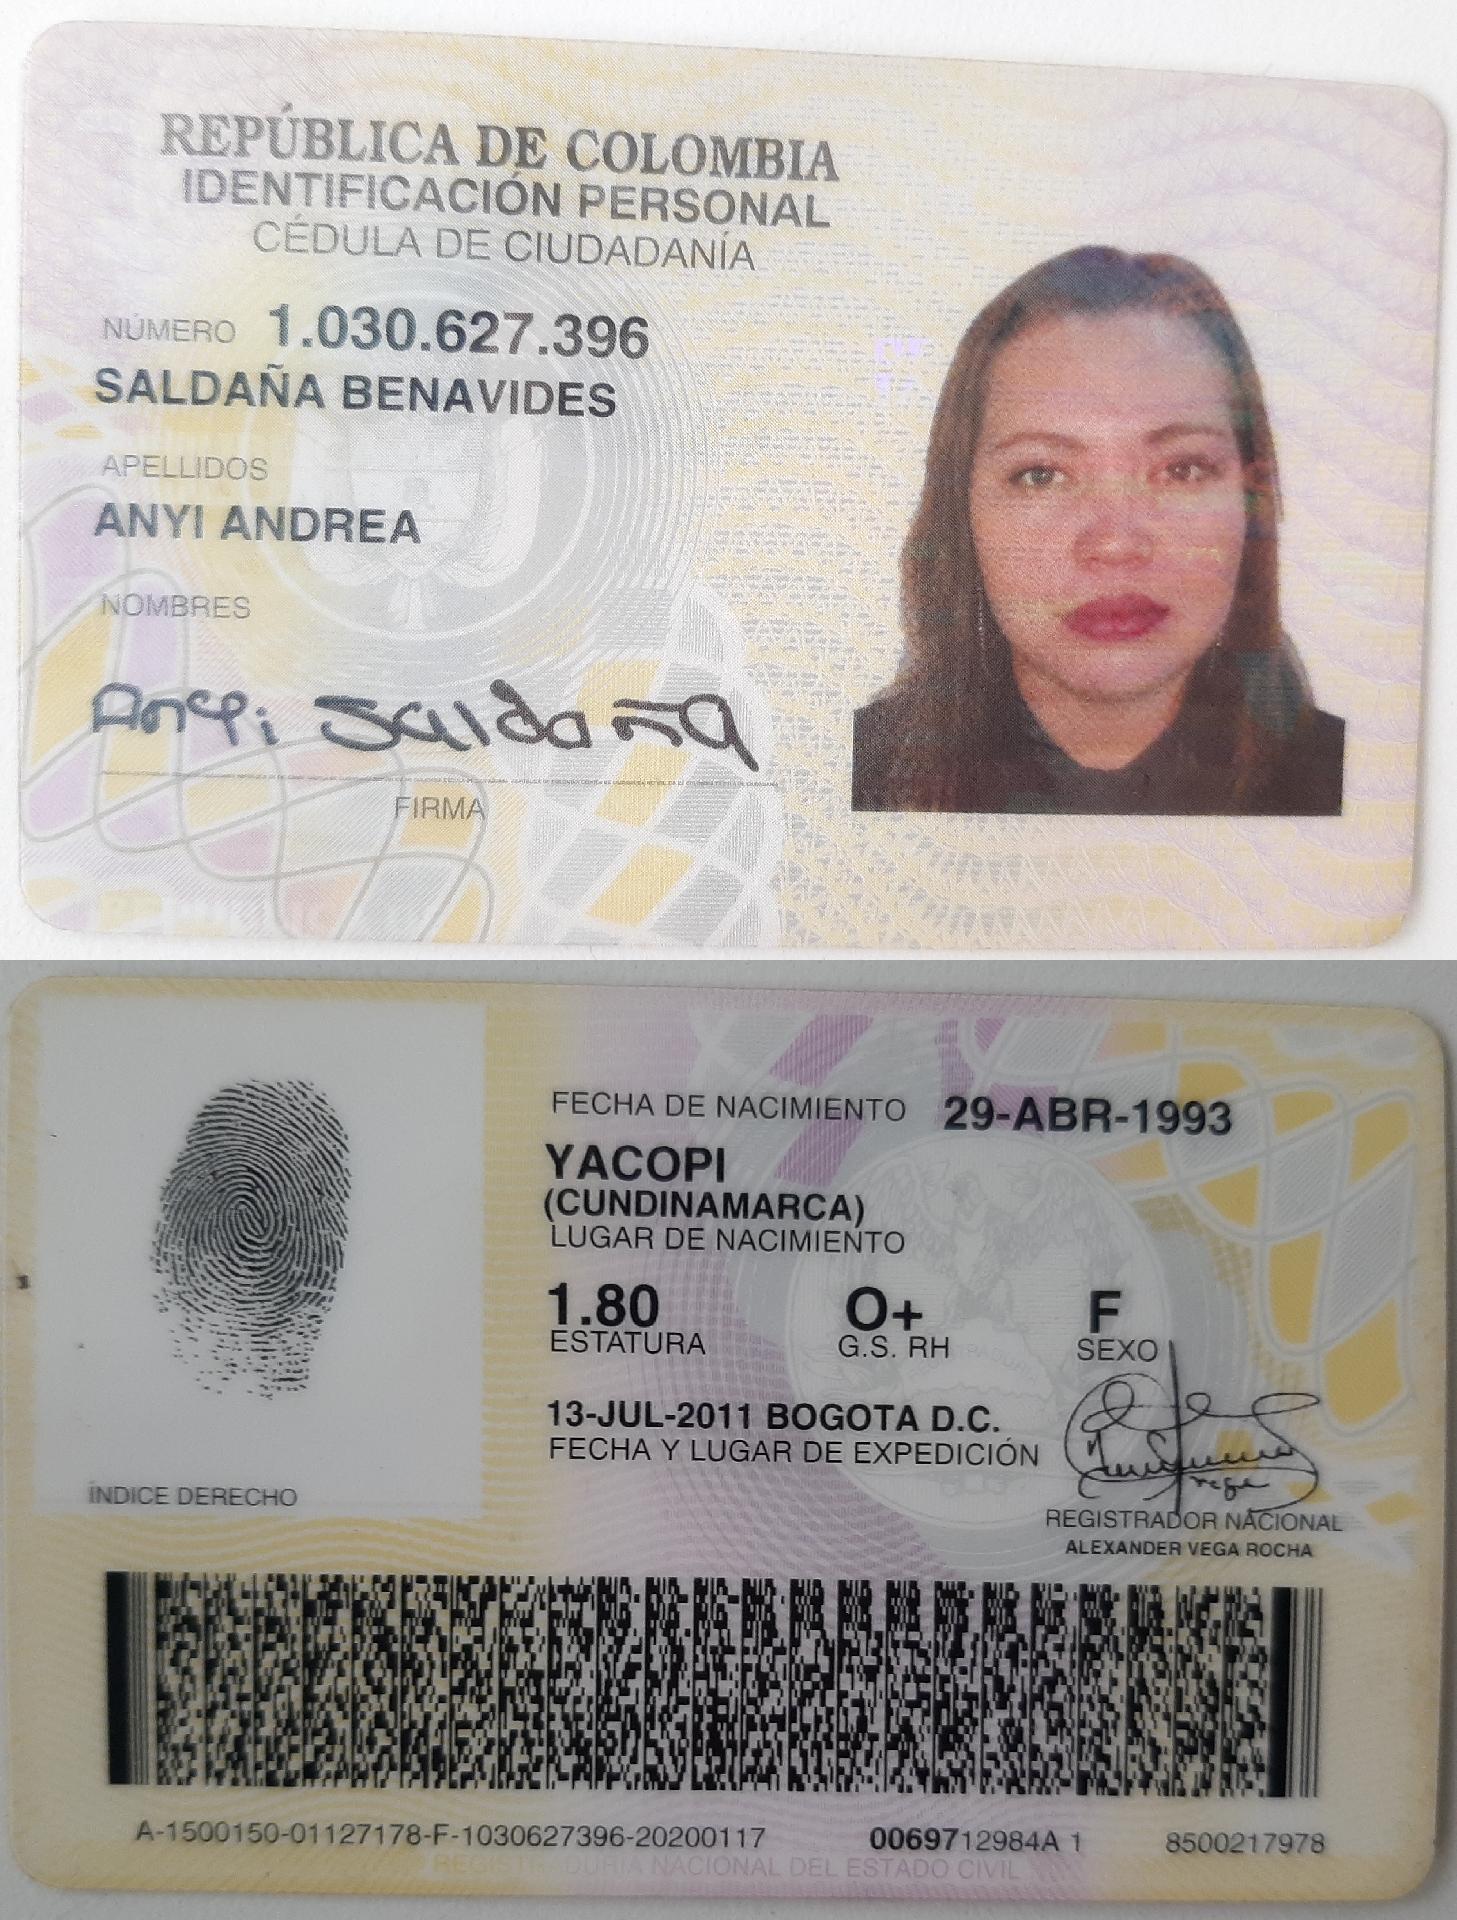 REPÚBLICA DE COLOMBIA
IDENTIFICACIÓN PERSONAL
CÉDULA DE CIUDADANÍA
NÚMERO 1.030.627.396
SALDAÑA BENAVIDES
APELLIDOS
ANYI ANDREA
NOMBRES
Anyi Saldaña
FIRMA
FECHA DE NACIMIENTO 29-ABR-1993
YACOPI
(CUNDINAMARCA)
LUGAR DE NACIMIENTO
1.80 O+ F
ESTATURA G.S. RH SEXO
13-JUL-2011 BOGOTA D.C.
FECHA Y LUGAR DE EXPEDICIÓN
ÍNDICE DERECHO
REGISTRADOR NACIONAL
ALEXANDER VEGA ROCHA
A-1500150-01127178-F-1030627396-20200117 0069712984A 1 8500217978
REGISTRADURIA NACIONAL DEL ESTADO CIVIL